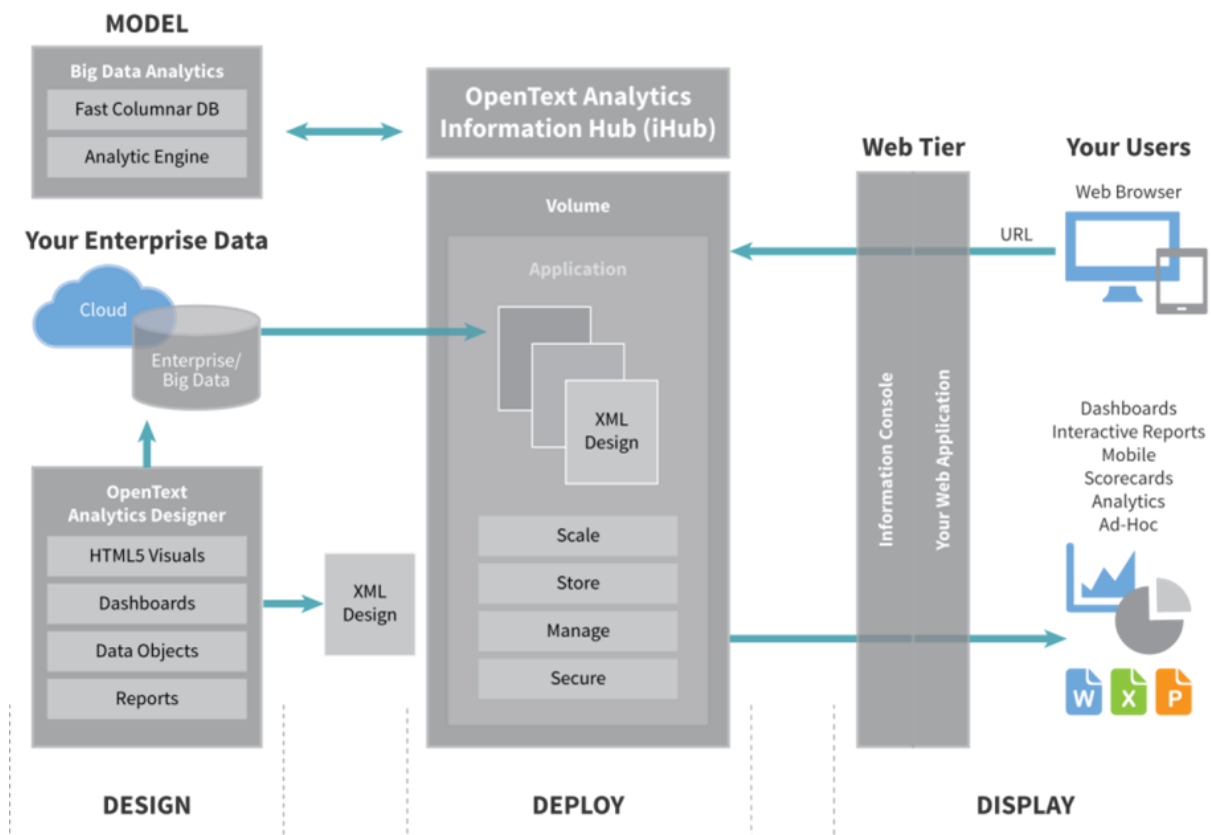 MODEL
Big Data Analytics
Fast Columnar DB
Analytic Engine
Your Enterprise Data
Cloud
Enterprise/
Big Data
OpenText
Analytics Designer
HTML5 Visuals
Dashboards
Data Objects
Reports
XML
Design
OpenText Analytics
Information Hub (iHub)
Volume
Application
XML
Design
Scale
Store
Manage
Secure
Web Tier
Information Console
Your Web Application
Your Users
Web Browser
URL
Dashboards
Interactive Reports
Mobile
Scorecards
Analytics
Ad-Hoc
W
X
P
DESIGN
DEPLOY
DISPLAY